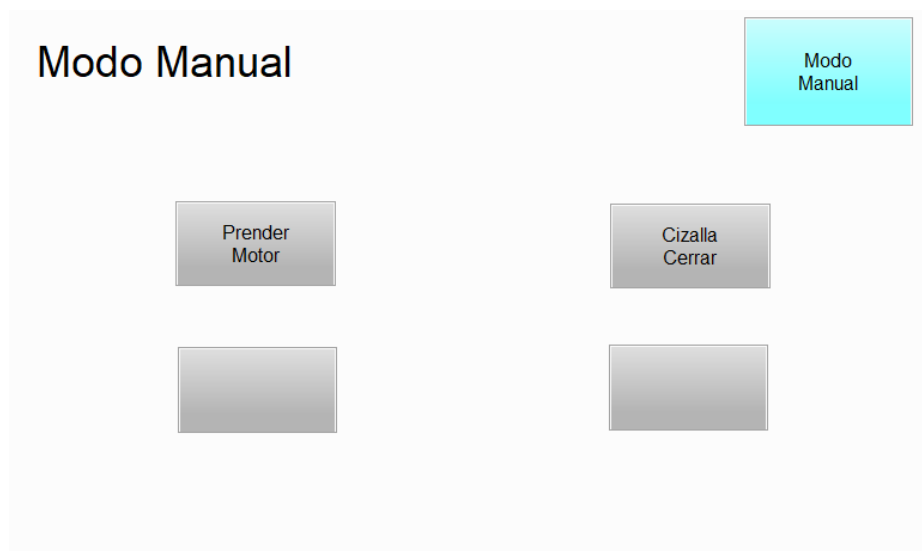 Modo Manual
Modo
Manual
Prender
Motor
Cizalla
Cerrar